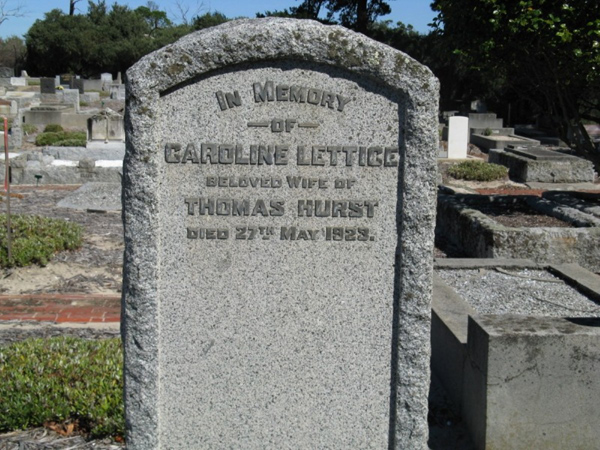 IN MEMORY
OF
CAROLINE LETTICE
BELOVED WIFE OF
THOMAS HURST
DIED 27TH MAY 1923.